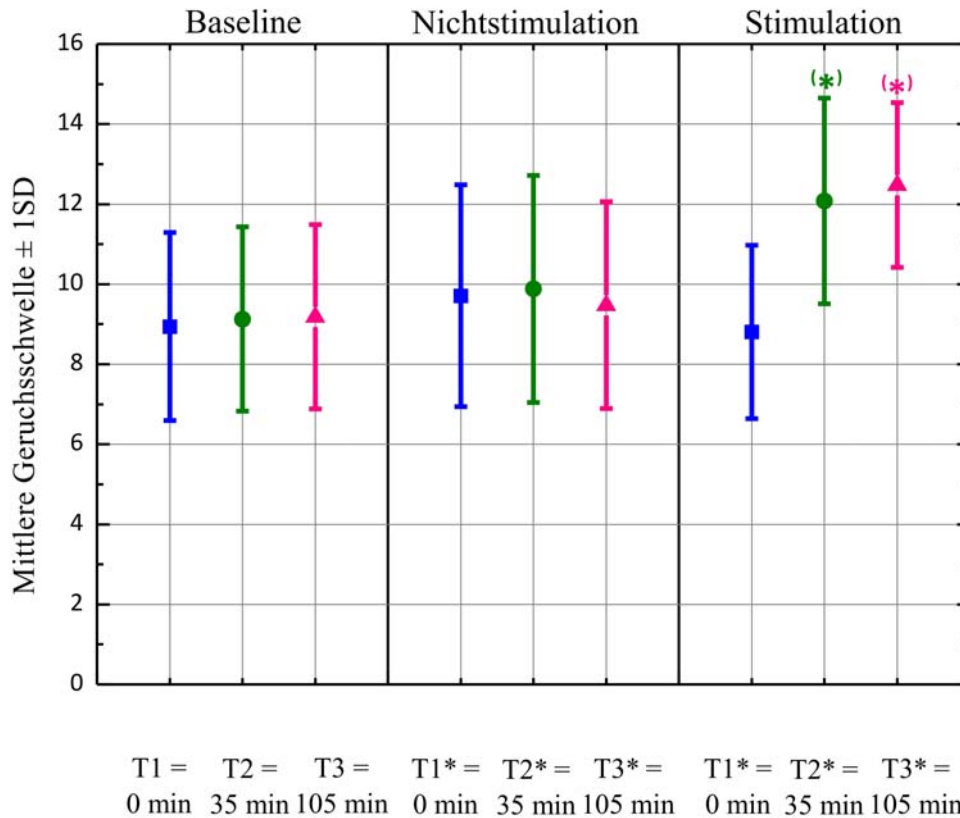 Baseline Nichtstimulation Stimulation
16
14
12
10
8
6
4
2
0
Mittlere Geruchsschwelle ± 1SD
(*) (*)
T1 = T2 = T3 = T1* = T2* = T3* = T1* = T2* = T3* =
0 min 35 min 105 min 0 min 35 min 105 min 0 min 35 min 105 min